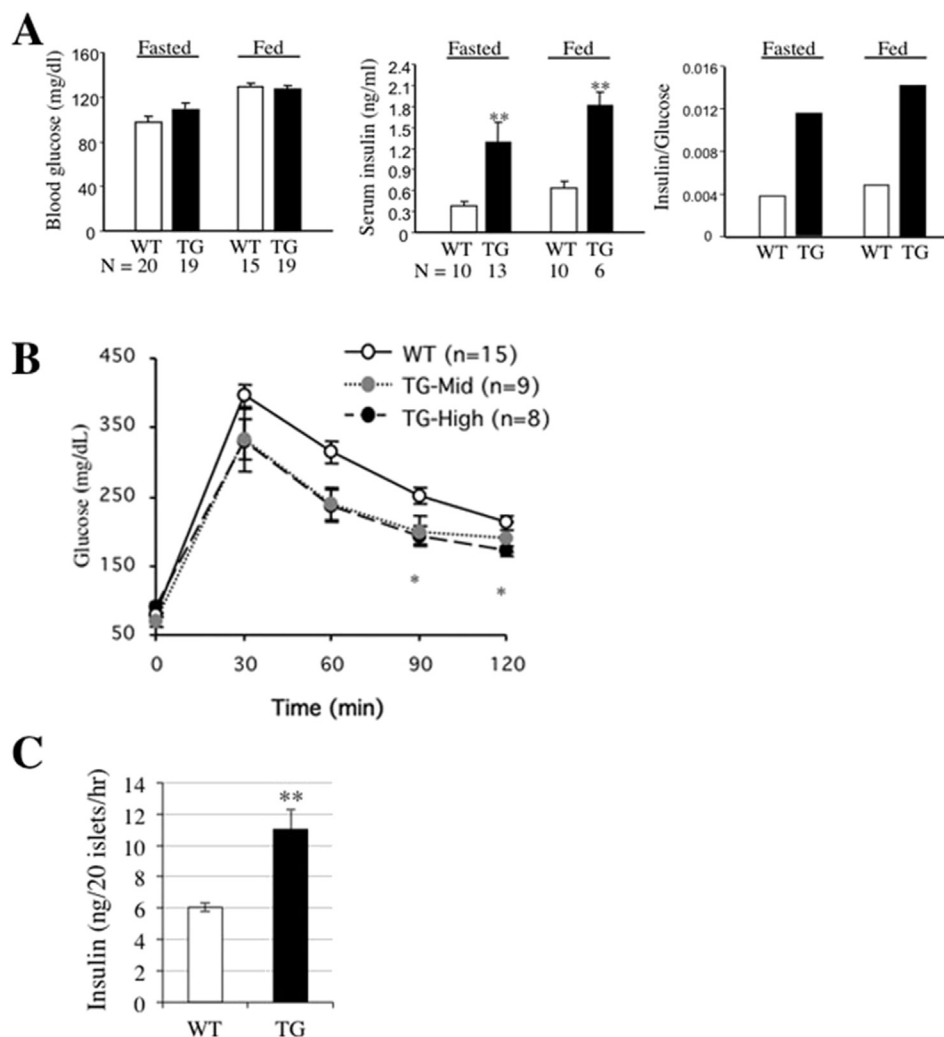 A
Fasted Fed
Blood glucose (mg/dl)
160
120
80
40
0
WT TG WT TG
N = 20 19 15 19
Fasted Fed
Serum insulin (ng/ml)
2.4
2.1
1.8
1.5
1.2
0.9
0.6
0.3
0
** **
WT TG WT TG
N = 10 13 10 6
Fasted Fed
Insulin/Glucose
0.016
0.012
0.008
0.004
0
WT TG WT TG
B
Glucose (mg/dL)
450
350
250
150
50
WT (n=15)
TG-Mid (n=9)
TG-High (n=8)
* *
0 30 60 90 120
Time (min)
C
Insulin (ng/20 islets/hr)
14
12
10
8
6
4
2
0
**
WT TG